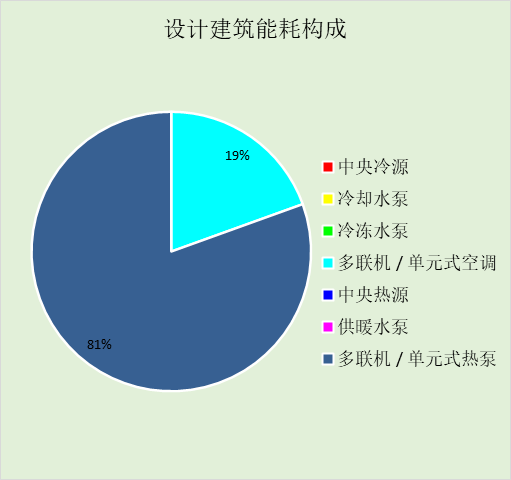 设计建筑能耗构成
19%
81%
中央冷源
冷却水泵
冷冻水泵
多联机 / 单元式空调
中央热源
供暖水泵
多联机 / 单元式热泵